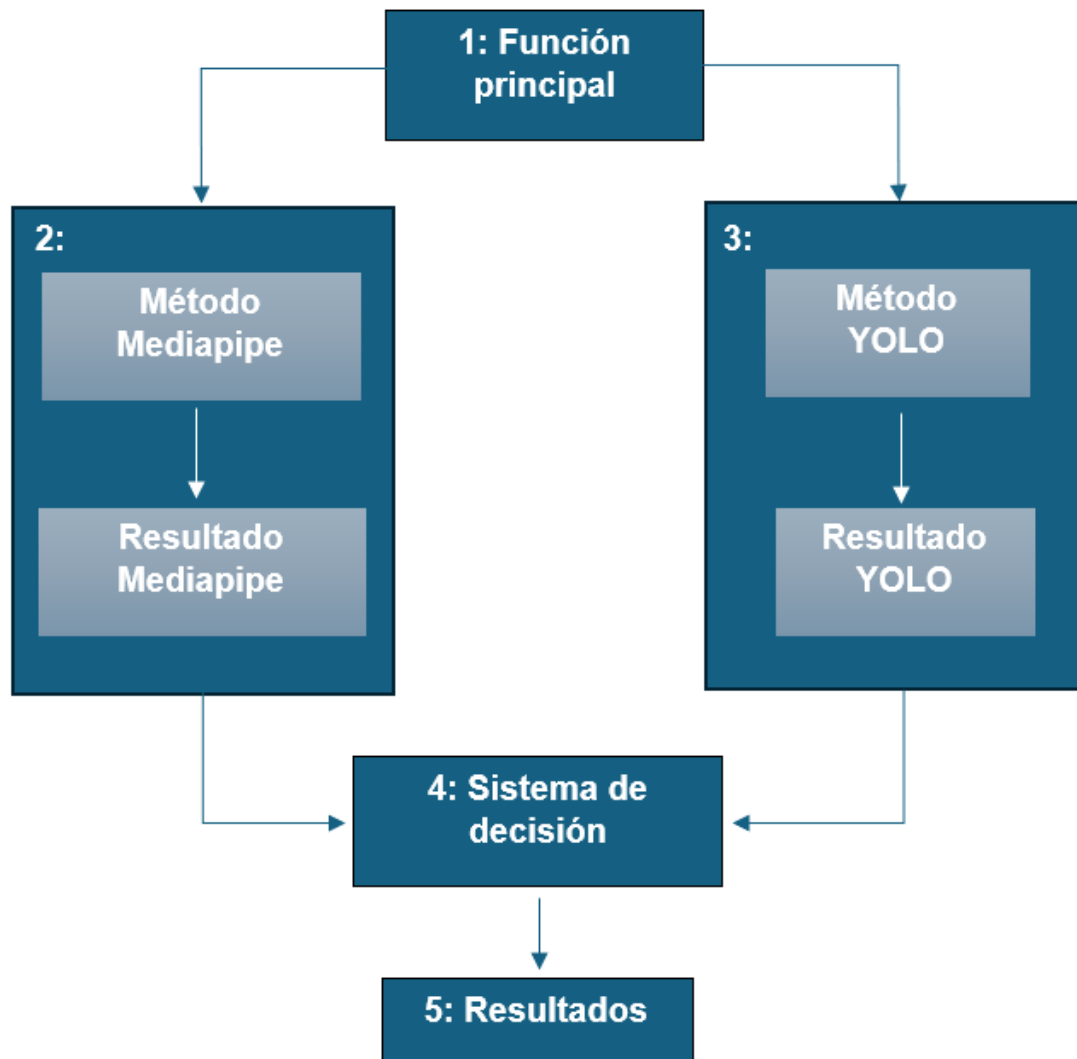 1: Función
principal
2:
Método
Mediapipe
Resultado
Mediapipe
3:
Método
YOLO
Resultado
YOLO
4: Sistema de
decisión
5: Resultados